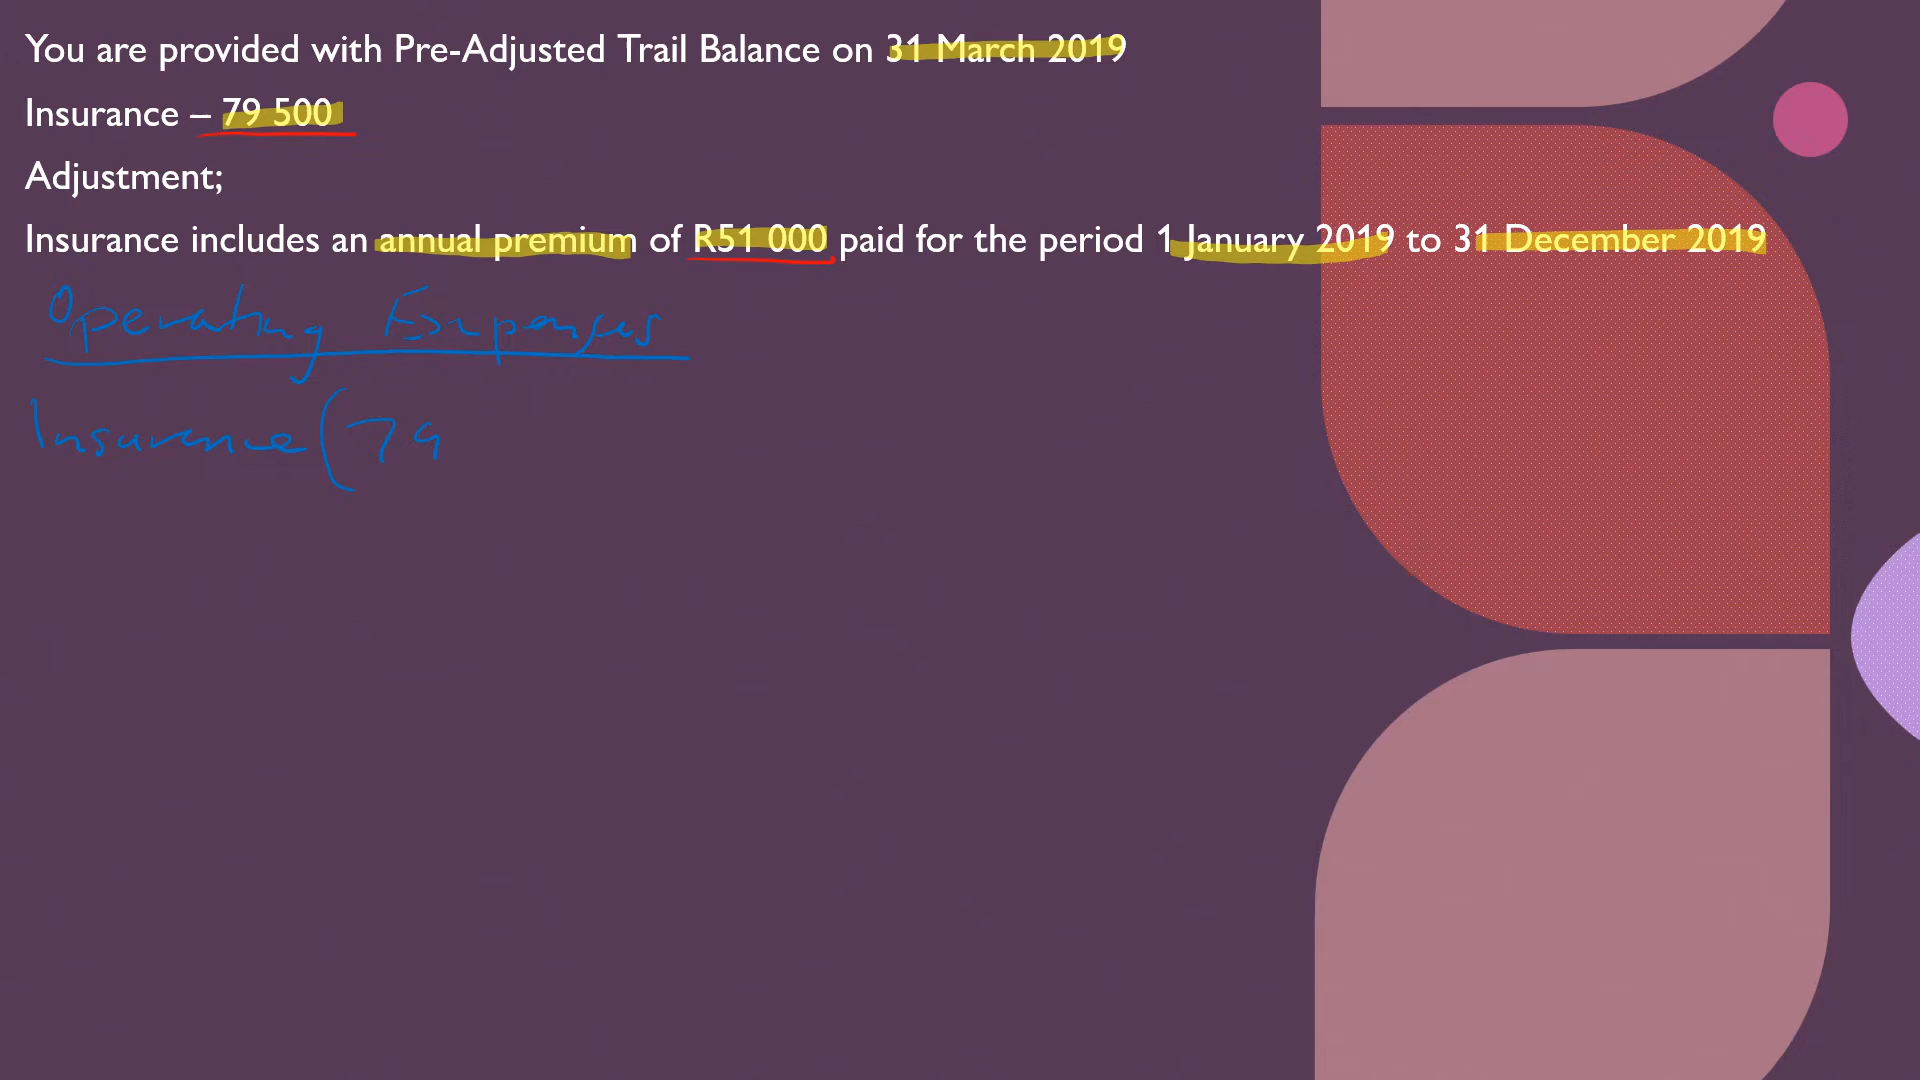 You are provided with Pre-Adjusted Trail Balance on 31 March 2019
Insurance – 79 500
Adjustment;
Insurance includes an annual premium of R51 000 paid for the period 1 January 2019 to 31 December 2019
Operating Expenses
Insurance (79